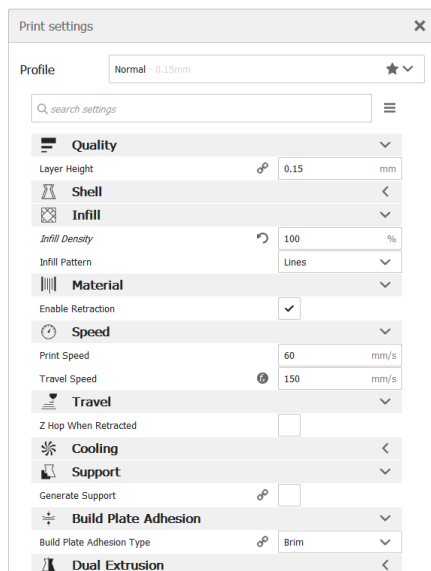 Print settings
Profile Normal - 0.15mm
search settings
Quality
Layer Height 0.15 mm
Shell
Infill
Infill Density 100 %
Infill Pattern Lines
Material
Enable Retraction
Speed
Print Speed 60 mm/s
Travel Speed 150 mm/s
Travel
Z Hop When Retracted
Cooling
Support
Generate Support
Build Plate Adhesion
Build Plate Adhesion Type Brim
Dual Extrusion